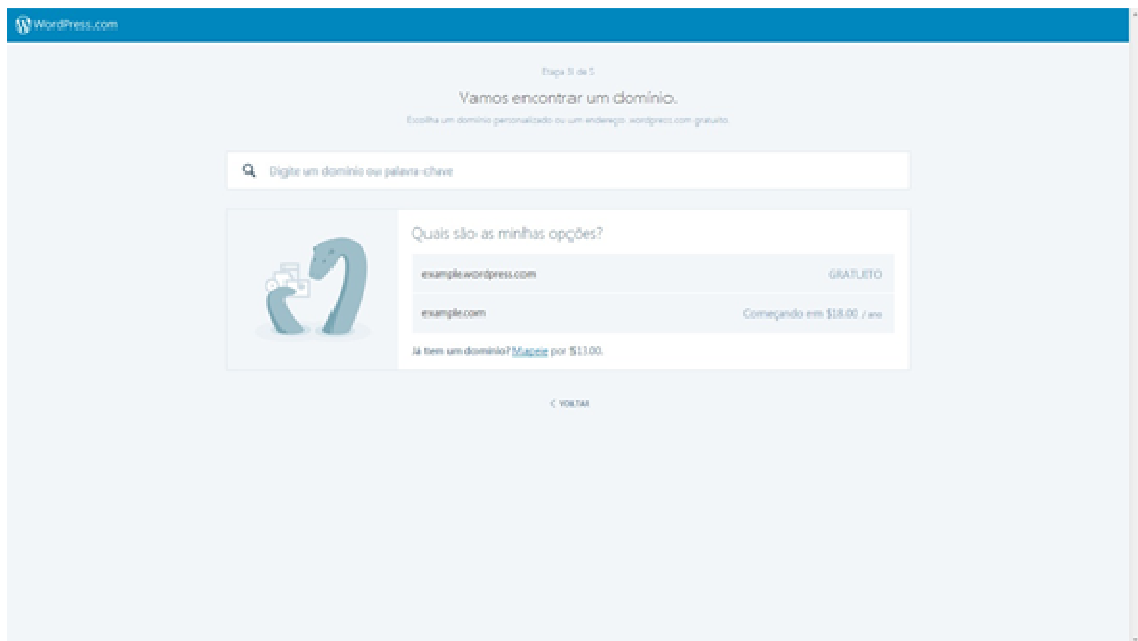 WordPress.com
Etapa 3 de 5
Vamos encontrar um domínio.
Escolha um domínio personalizado ou um endereço .wordpress.com gratuito.
Digite um domínio ou palavra-chave
Quais são as minhas opções?
example.wordpress.com GRATUITO
example.com Começando em $18.00 / ano
Já tem um domínio? Mapeie por $13.00.
VOLTAR